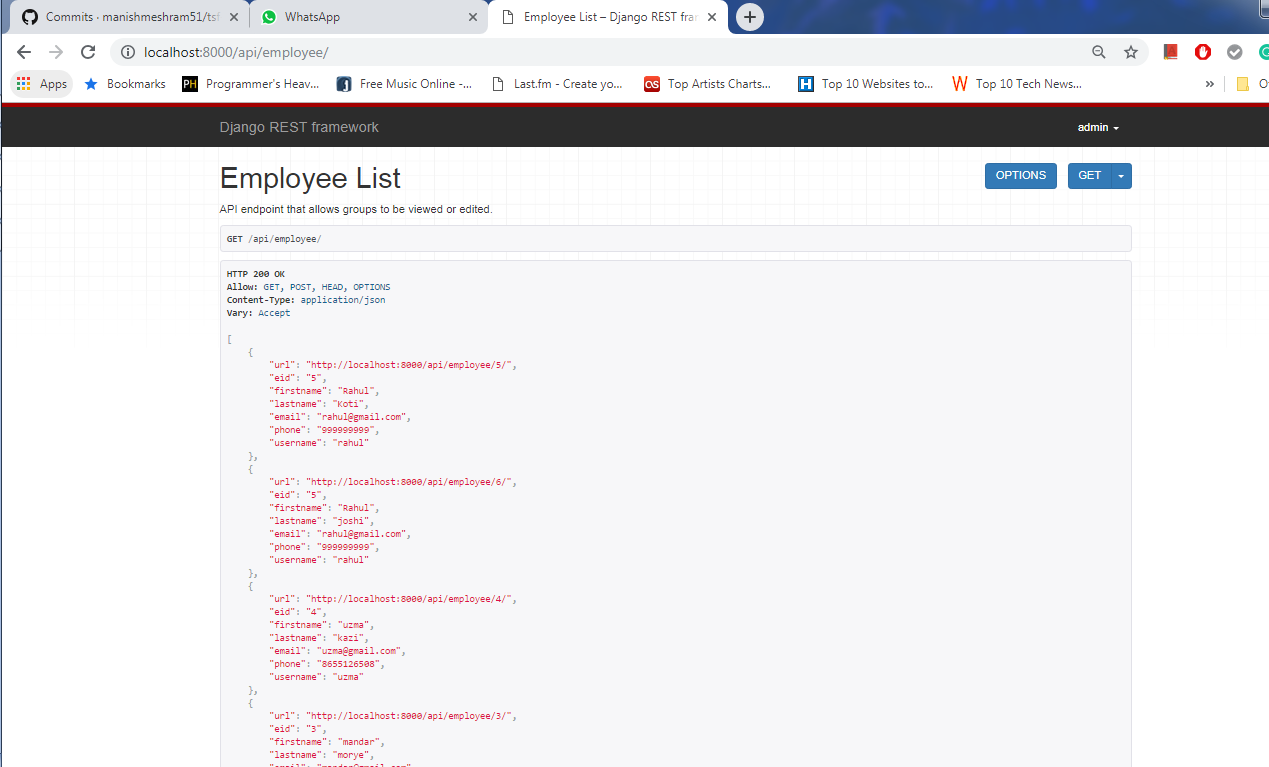 Commits · manishmeshram51/tsf
WhatsApp
Employee List – Django REST fram
localhost:8000/api/employee/
Apps
Bookmarks
PH
Programmer's Heav...
Free Music Online -...
Last.fm - Create yo...
Top Artists Charts...
H
Top 10 Websites to...
W
Top 10 Tech News...
»
Django REST framework
admin
Employee List
OPTIONS
GET
API endpoint that allows groups to be viewed or edited.
GET /api/employee/
HTTP 200 OK
Allow: GET, POST, HEAD, OPTIONS
Content-Type: application/json
Vary: Accept
[
{
"url": "http://localhost:8000/api/employee/5/",
"eid": "5",
"firstname": "Rahul",
"lastname": "Koti",
"email": "rahul@gmail.com",
"phone": "999999999",
"username": "rahul"
},
{
"url": "http://localhost:8000/api/employee/6/",
"eid": "5",
"firstname": "Rahul",
"lastname": "joshi",
"email": "rahul@gmail.com",
"phone": "999999999",
"username": "rahul"
},
{
"url": "http://localhost:8000/api/employee/4/",
"eid": "4",
"firstname": "uzma",
"lastname": "kazi",
"email": "uzma@gmail.com",
"phone": "8655126508",
"username": "uzma"
},
{
"url": "http://localhost:8000/api/employee/3/",
"eid": "3",
"firstname": "mandar",
"lastname": "morye",